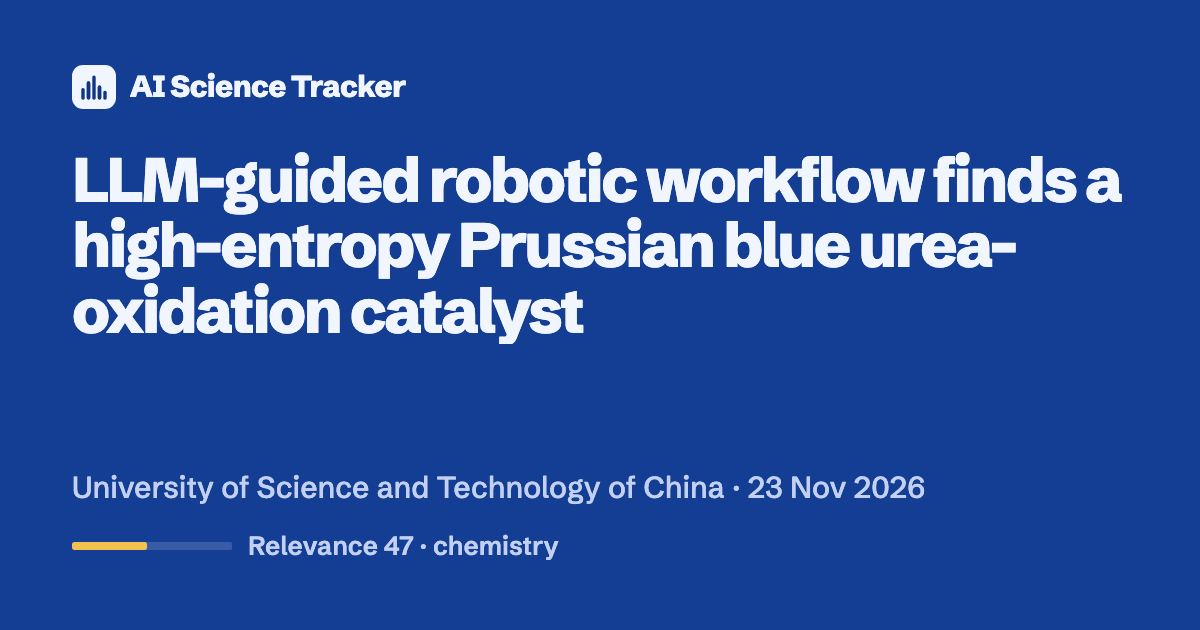 AI Science Tracker
LLM-guided robotic workflow finds a
high-entropy Prussian blue urea-
oxidation catalyst
University of Science and Technology of China · 23 Nov 2026
Relevance 47 · chemistry